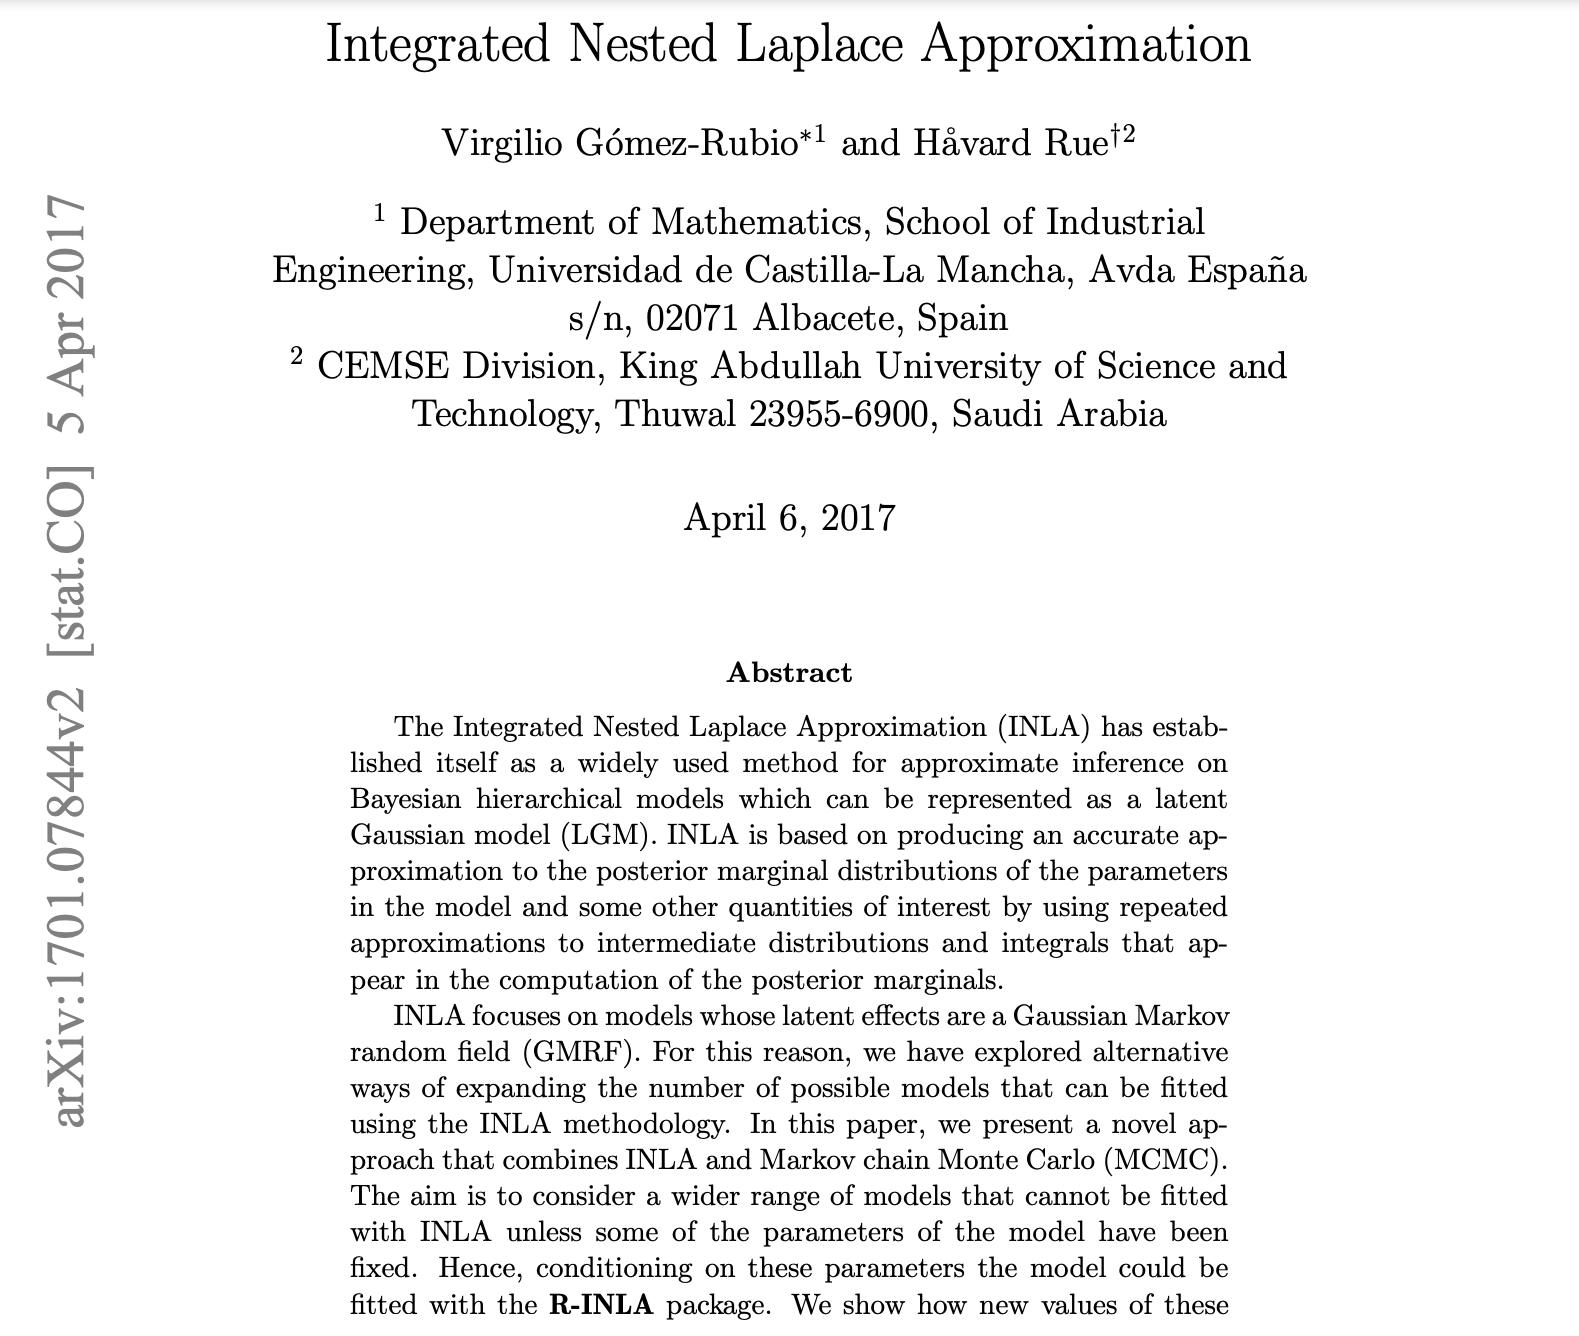 Integrated Nested Laplace Approximation
Virgilio Gómez-Rubio*1 and Håvard Rue†2
1 Department of Mathematics, School of Industrial
Engineering, Universidad de Castilla-La Mancha, Avda España
s/n, 02071 Albacete, Spain
2 CEMSE Division, King Abdullah University of Science and
Technology, Thuwal 23955-6900, Saudi Arabia
April 6, 2017
arXiv:1701.07844v2 [stat.CO] 5 Apr 2017
Abstract
The Integrated Nested Laplace Approximation (INLA) has estab-
lished itself as a widely used method for approximate inference on
Bayesian hierarchical models which can be represented as a latent
Gaussian model (LGM). INLA is based on producing an accurate ap-
proximation to the posterior marginal distributions of the parameters
in the model and some other quantities of interest by using repeated
approximations to intermediate distributions and integrals that ap-
pear in the computation of the posterior marginals.
INLA focuses on models whose latent effects are a Gaussian Markov
random field (GMRF). For this reason, we have explored alternative
ways of expanding the number of possible models that can be fitted
using the INLA methodology. In this paper, we present a novel ap-
proach that combines INLA and Markov chain Monte Carlo (MCMC).
The aim is to consider a wider range of models that cannot be fitted
with INLA unless some of the parameters of the model have been
fixed. Hence, conditioning on these parameters the model could be
fitted with the R-INLA package. We show how new values of these